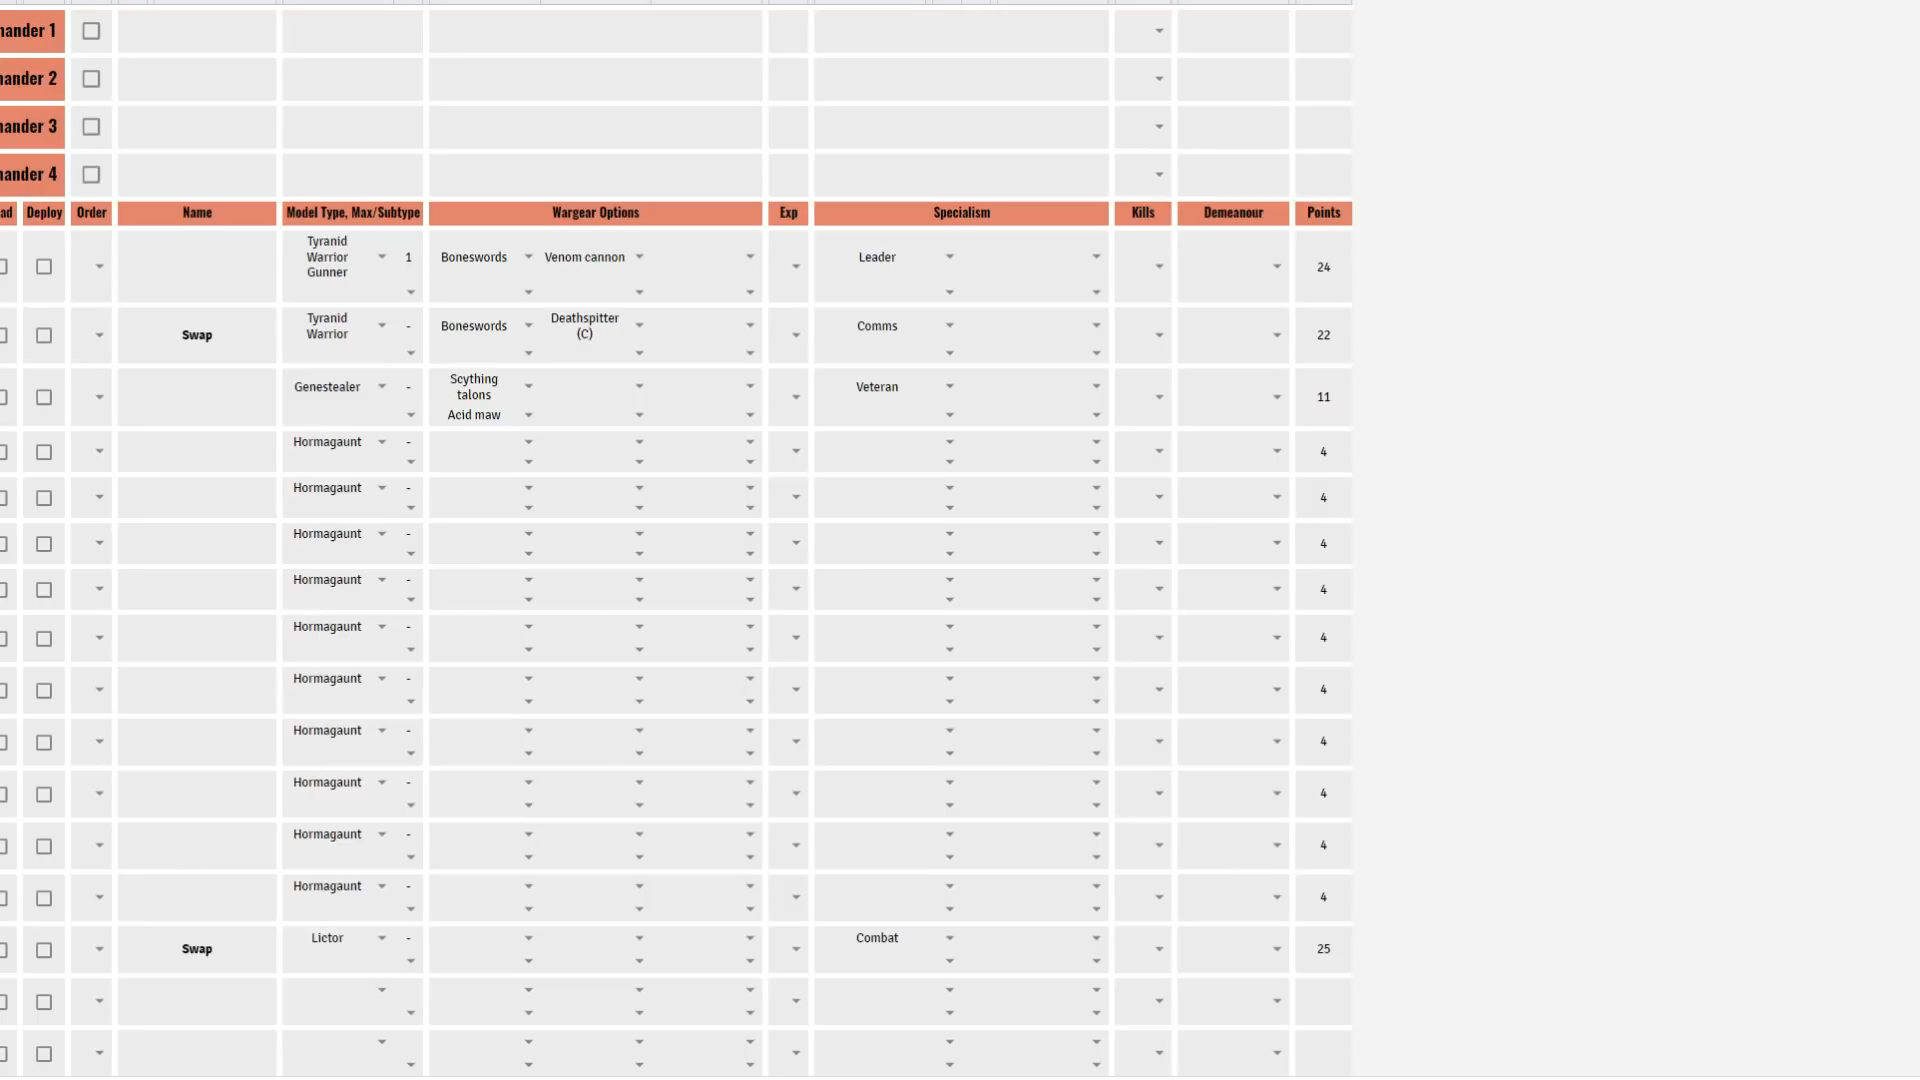 nander 1
nander 2
nander 3
nander 4
ad Deploy Order Name Model Type, Max/Subtype Wargear Options Exp Specialism Kills Demeanour Points
Tyranid
Warrior
Gunner 1 Boneswords Venom cannon Leader 24
Swap Tyranid
Warrior - Boneswords Deathspitter
(C) Comms 22
Genestealer - Scything
talons
Acid maw Veteran 11
Hormagaunt - 4
Hormagaunt - 4
Hormagaunt - 4
Hormagaunt - 4
Hormagaunt - 4
Hormagaunt - 4
Hormagaunt - 4
Hormagaunt - 4
Hormagaunt - 4
Hormagaunt - 4
Swap Lictor - Combat 25